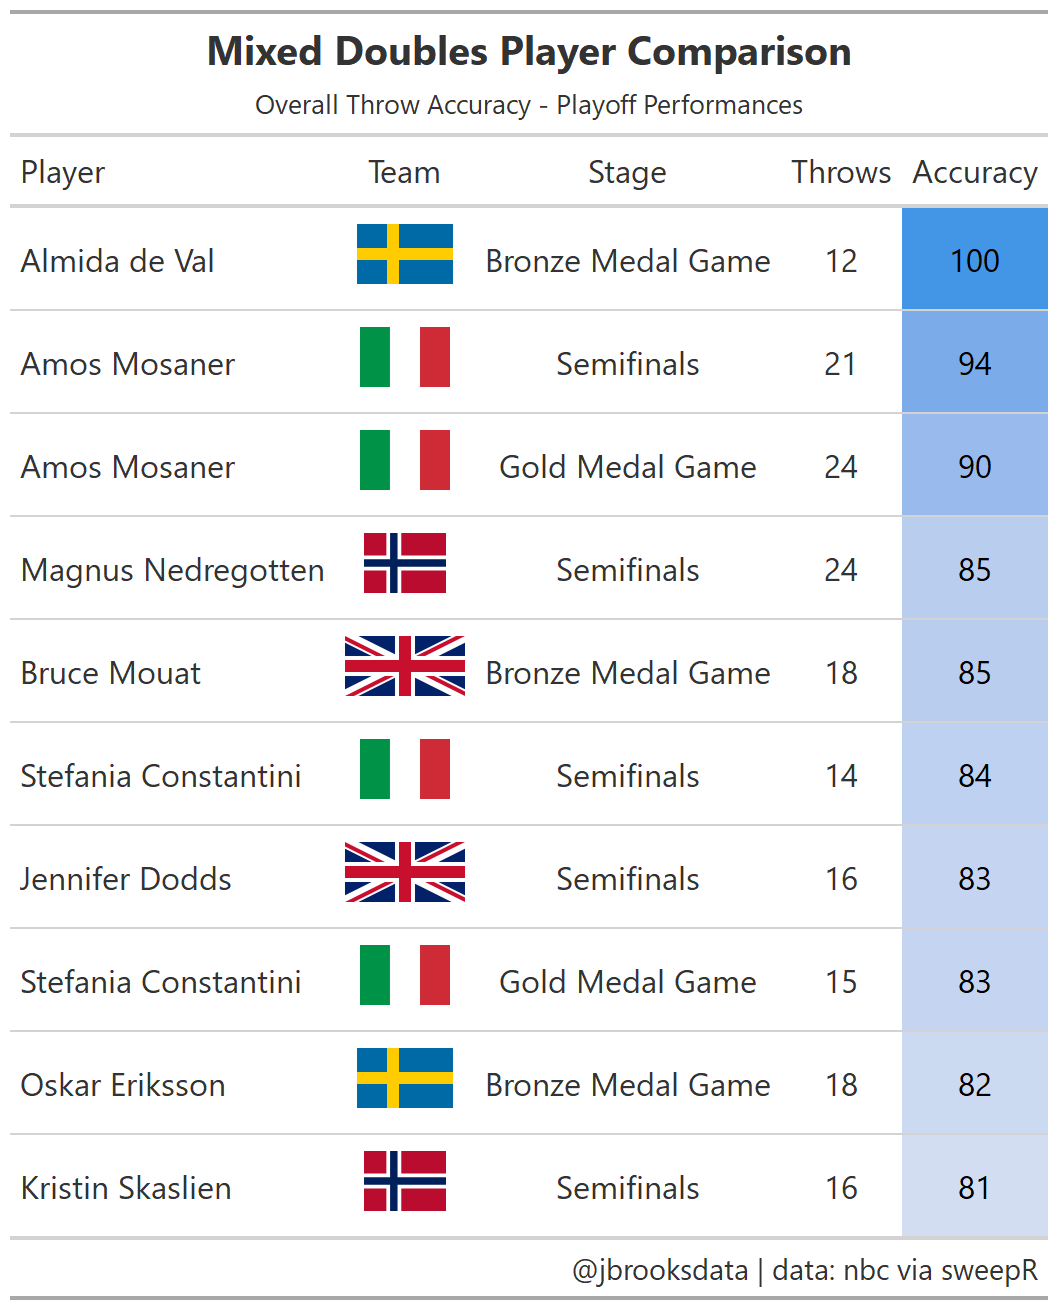 Mixed Doubles Player Comparison
Overall Throw Accuracy - Playoff Performances
Player Team Stage Throws Accuracy
Almida de Val Bronze Medal Game 12 100
Amos Mosaner Semifinals 21 94
Amos Mosaner Gold Medal Game 24 90
Magnus Nedregotten Semifinals 24 85
Bruce Mouat Bronze Medal Game 18 85
Stefania Constantini Semifinals 14 84
Jennifer Dodds Semifinals 16 83
Stefania Constantini Gold Medal Game 15 83
Oskar Eriksson Bronze Medal Game 18 82
Kristin Skaslien Semifinals 16 81
@jbrooksdata | data: nbc via sweepR